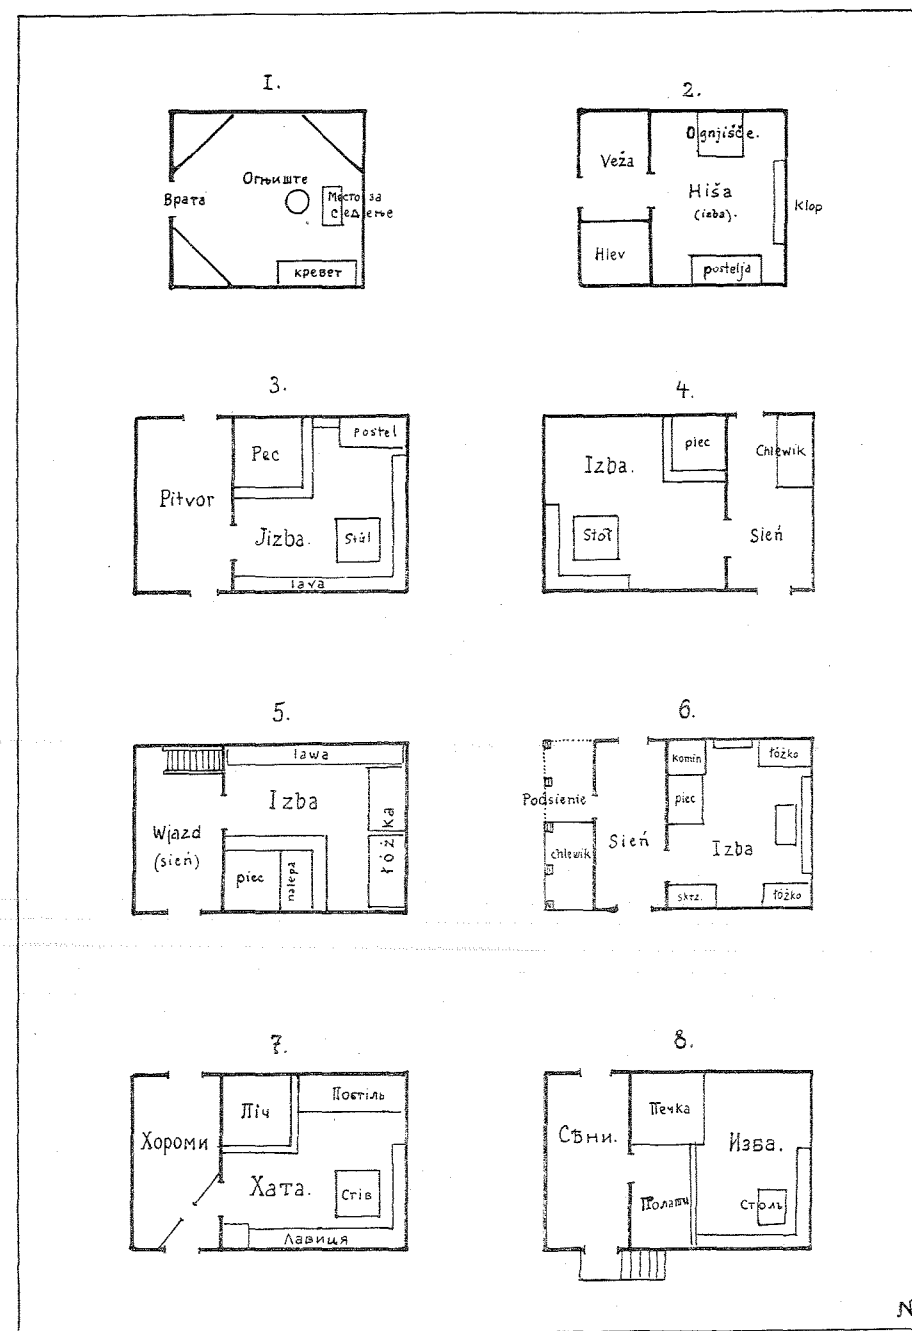 1.
Огњиште
Врата
Место за
седење
кревет
2.
Ognjišče.
Veža
Hiša
(izba).
Klop
Hlev
postelja
3.
postel
Pec
Pitvor
Jizba.
Stůl
lava
4.
piec
Chlewik
Izba.
Stoł
Sień
5.
ława
Izba
Wjazd
(sień)
łóżka
piec
nalepa
6.
Komin
łóżko
piec
Podsienie
Sień
Izba
chlewik
skrz.
łóżko
7.
Постіль
Піч
Хороми
Хата.
Стів
Лавиця
8.
Печка
Сѣни.
Изба.
Полати
Столъ
N